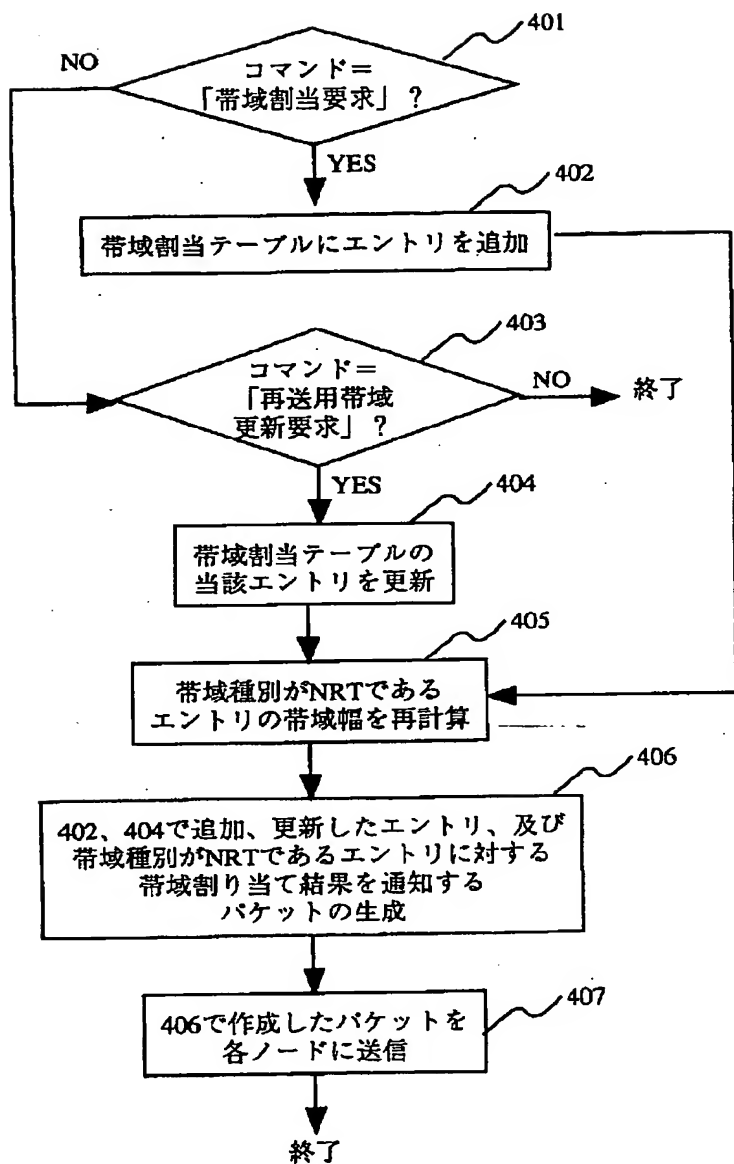 401
NO
コマンド＝
「帯域割当要求」？
YES
402
帯域割当テーブルにエントリを追加
403
コマンド＝
「再送用帯域
更新要求」？
NO
終了
YES
404
帯域割当テーブルの
当該エントリを更新
405
帯域種別がNRTである
エントリの帯域幅を再計算
406
402、404で追加、更新したエントリ、及び
帯域種別がNRTであるエントリに対する
帯域割り当て結果を通知する
パケットの生成
407
406で作成したパケットを
各ノードに送信
終了